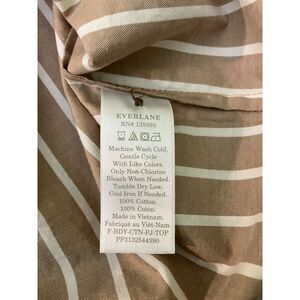 EVERLANE
RN# 139393
Machine Wash Cold.
Gentle Cycle
With Like Colors.
Only Non-Chlorine
Bleach When Needed.
Tumble Dry Low.
Cool Iron If Needed.
100% Cotton.
100% Coton.
Made in Vietnam.
Fabriqué au Viêt-Nam.
F-BDY-CTN-PJ-TOP
PP3132544390